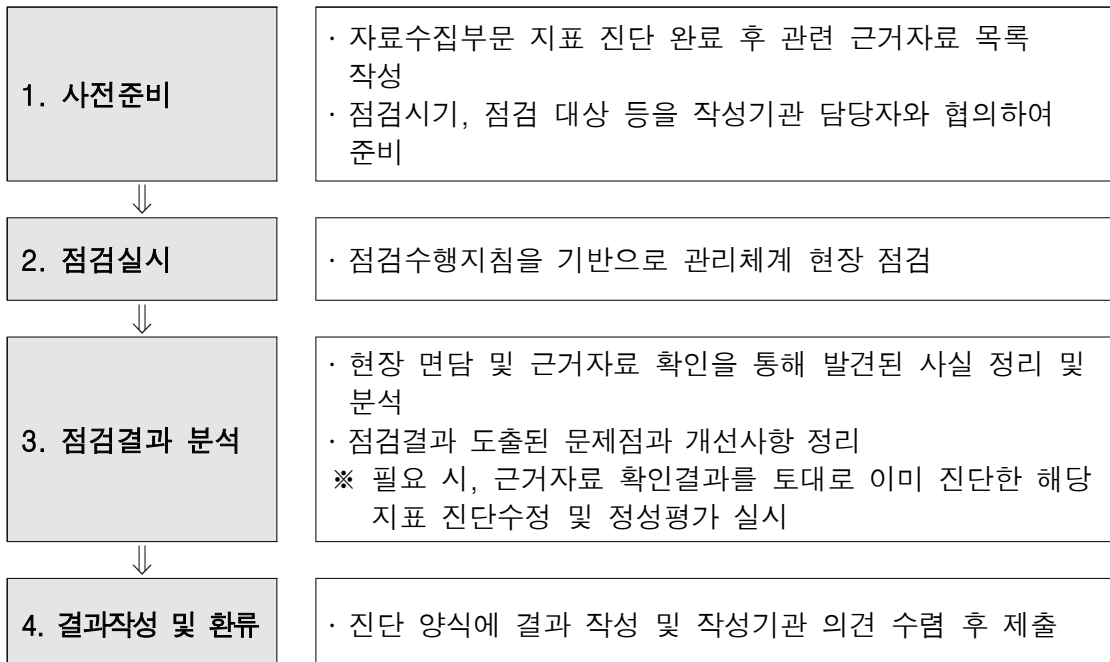 1. 사전준비
· 자료수집부문 지표 진단 완료 후 관련 근거자료 목록
작성
· 점검시기, 점검 대상 등을 작성기관 담당자와 협의하여
준비
⇓
2. 점검실시
· 점검수행지침을 기반으로 관리체계 현장 점검
⇓
3. 점검결과 분석
· 현장 면담 및 근거자료 확인을 통해 발견된 사실 정리 및
분석
· 점검결과 도출된 문제점과 개선사항 정리
※ 필요 시, 근거자료 확인결과를 토대로 이미 진단한 해당
지표 진단수정 및 정성평가 실시
⇓
4. 결과작성 및 환류
· 진단 양식에 결과 작성 및 작성기관 의견 수렴 후 제출